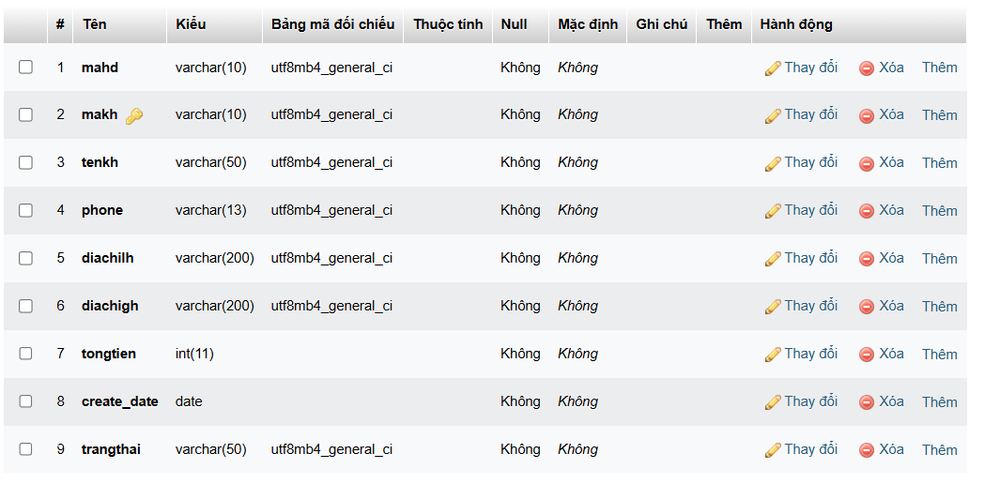 # Tên Kiểu Bảng mã đối chiếu Thuộc tính Null Mặc định Ghi chú Thêm Hành động
1 mahd varchar(10) utf8mb4_general_ci Không Không Thay đổi Xóa Thêm
2 makh varchar(10) utf8mb4_general_ci Không Không Thay đổi Xóa Thêm
3 tenkh varchar(50) utf8mb4_general_ci Không Không Thay đổi Xóa Thêm
4 phone varchar(13) utf8mb4_general_ci Không Không Thay đổi Xóa Thêm
5 diachilh varchar(200) utf8mb4_general_ci Không Không Thay đổi Xóa Thêm
6 diachigh varchar(200) utf8mb4_general_ci Không Không Thay đổi Xóa Thêm
7 tongtien int(11) Không Không Thay đổi Xóa Thêm
8 create_date date Không Không Thay đổi Xóa Thêm
9 trangthai varchar(50) utf8mb4_general_ci Không Không Thay đổi Xóa Thêm